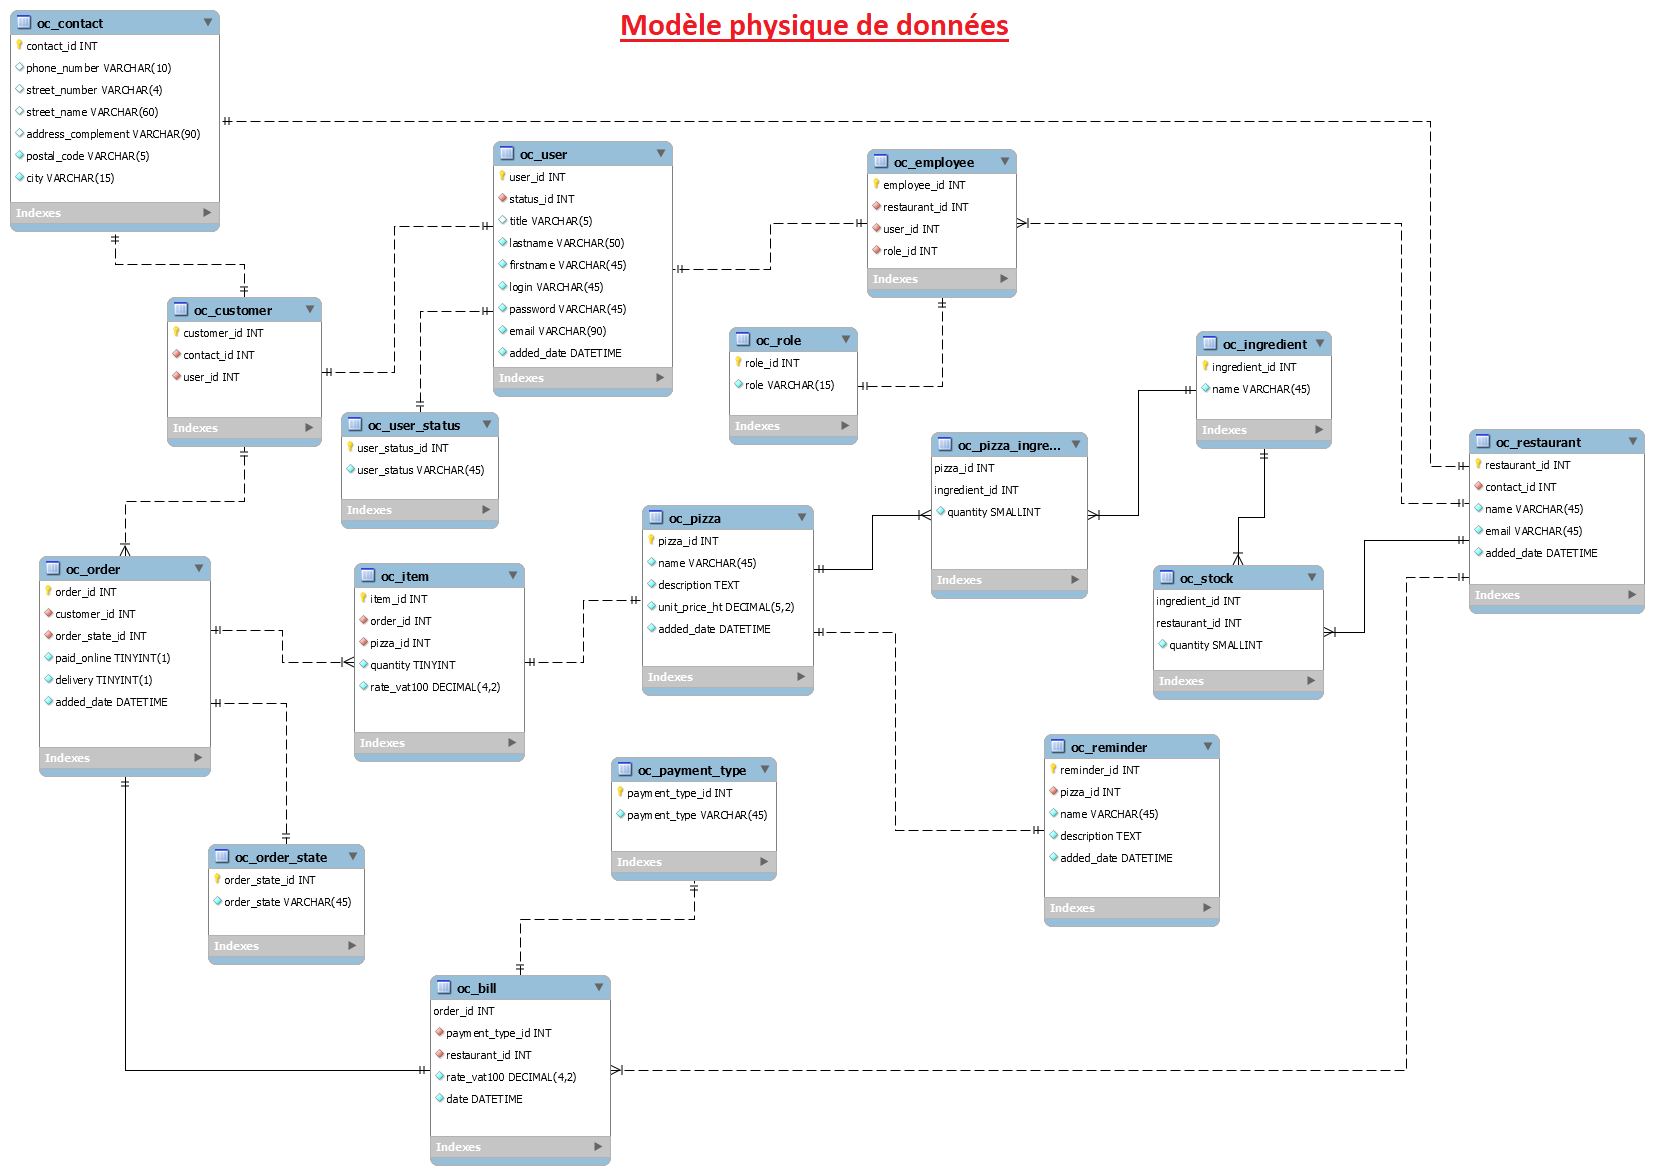 Modèle physique de données
oc_contact
contact_id INT
phone_number VARCHAR(10)
street_number VARCHAR(4)
street_name VARCHAR(60)
address_complement VARCHAR(90)
postal_code VARCHAR(5)
city VARCHAR(15)
Indexes
oc_user
user_id INT
status_id INT
title VARCHAR(5)
lastname VARCHAR(50)
firstname VARCHAR(45)
login VARCHAR(45)
password VARCHAR(45)
email VARCHAR(90)
added_date DATETIME
Indexes
oc_employee
employee_id INT
restaurant_id INT
user_id INT
role_id INT
Indexes
oc_customer
customer_id INT
contact_id INT
user_id INT
Indexes
oc_role
role_id INT
role VARCHAR(15)
Indexes
oc_ingredient
ingredient_id INT
name VARCHAR(45)
Indexes
oc_user_status
user_status_id INT
user_status VARCHAR(45)
Indexes
oc_pizza_ingre...
pizza_id INT
ingredient_id INT
quantity SMALLINT
Indexes
oc_restaurant
restaurant_id INT
contact_id INT
name VARCHAR(45)
email VARCHAR(45)
added_date DATETIME
Indexes
oc_order
order_id INT
customer_id INT
order_state_id INT
paid_online TINYINT(1)
delivery TINYINT(1)
added_date DATETIME
Indexes
oc_item
item_id INT
order_id INT
pizza_id INT
quantity TINYINT
rate_vat100 DECIMAL(4,2)
Indexes
oc_pizza
pizza_id INT
name VARCHAR(45)
description TEXT
unit_price_ht DECIMAL(5,2)
added_date DATETIME
Indexes
oc_stock
ingredient_id INT
restaurant_id INT
quantity SMALLINT
Indexes
oc_payment_type
payment_type_id INT
payment_type VARCHAR(45)
Indexes
oc_reminder
reminder_id INT
pizza_id INT
name VARCHAR(45)
description TEXT
added_date DATETIME
Indexes
oc_order_state
order_state_id INT
order_state VARCHAR(45)
Indexes
oc_bill
order_id INT
payment_type_id INT
restaurant_id INT
rate_vat100 DECIMAL(4,2)
date DATETIME
Indexes